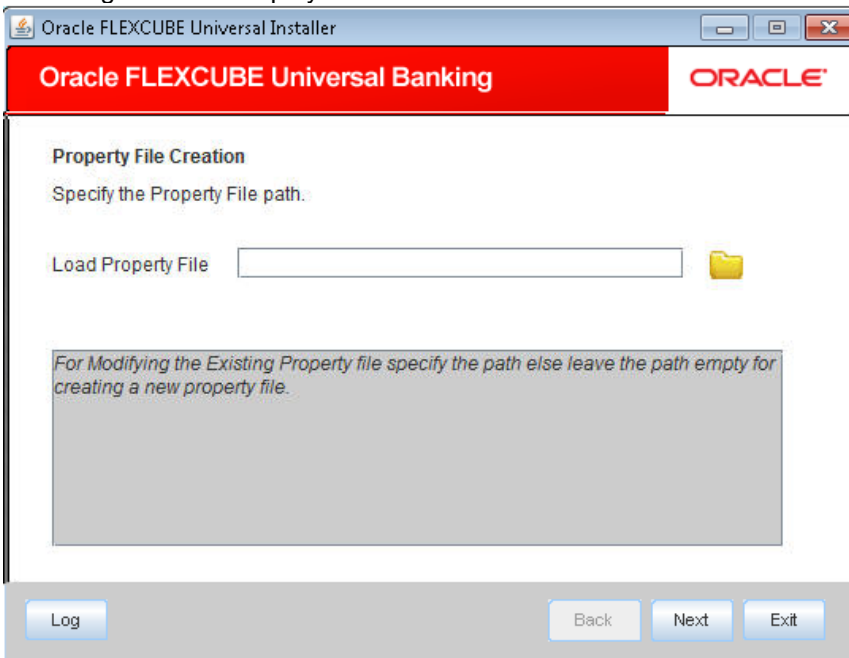 Oracle FLEXCUBE Universal Installer
Oracle FLEXCUBE Universal Banking
ORACLE
Property File Creation
Specify the Property File path.
Load Property File
For Modifying the Existing Property file specify the path else leave the path empty for
creating a new property file.
Log
Back
Next
Exit